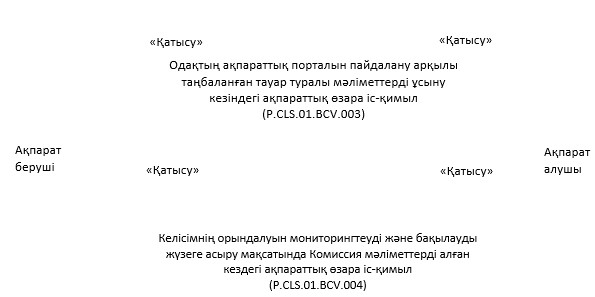 «Қатысу» «Қатысу»
Одақтың ақпараттық порталын пайдалану арқылы
таңбаланған тауар туралы мәліметтерді ұсыну
кезіндегі ақпараттық өзара іс-қимыл
(P.CLS.01.BCV.003)
Ақпарат
беруші
Ақпарат
алушы
«Қатысу» «Қатысу»
Келісімнің орындалуын мониторингтеуді және бақылауды
жүзеге асыру мақсатында Комиссия мәліметтерді алған
кездегі ақпараттық өзара іс-қимыл
(P.CLS.01.BCV.004)